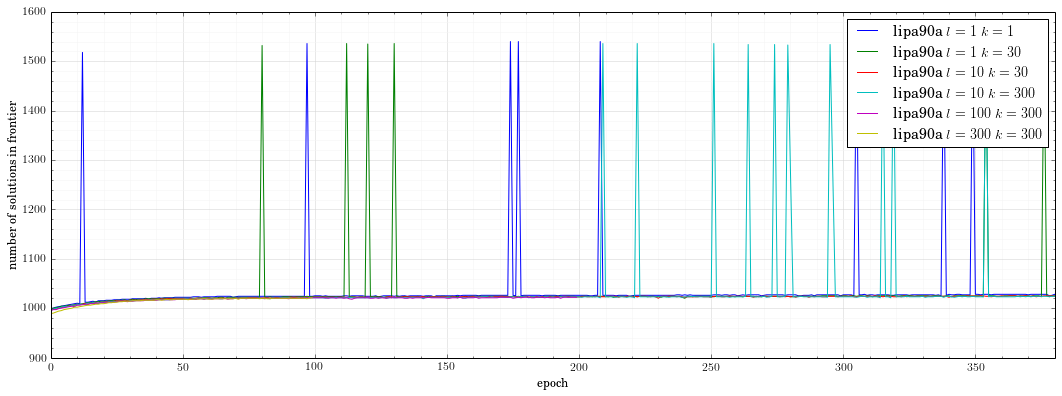 1600
1500
1400
1300
1200
1100
1000
900
number of solutions in frontier
0 50 100 150 200 250 300 350
epoch
lipa90a l = 1 k = 1
lipa90a l = 1 k = 30
lipa90a l = 10 k = 30
lipa90a l = 10 k = 300
lipa90a l = 100 k = 300
lipa90a l = 300 k = 300